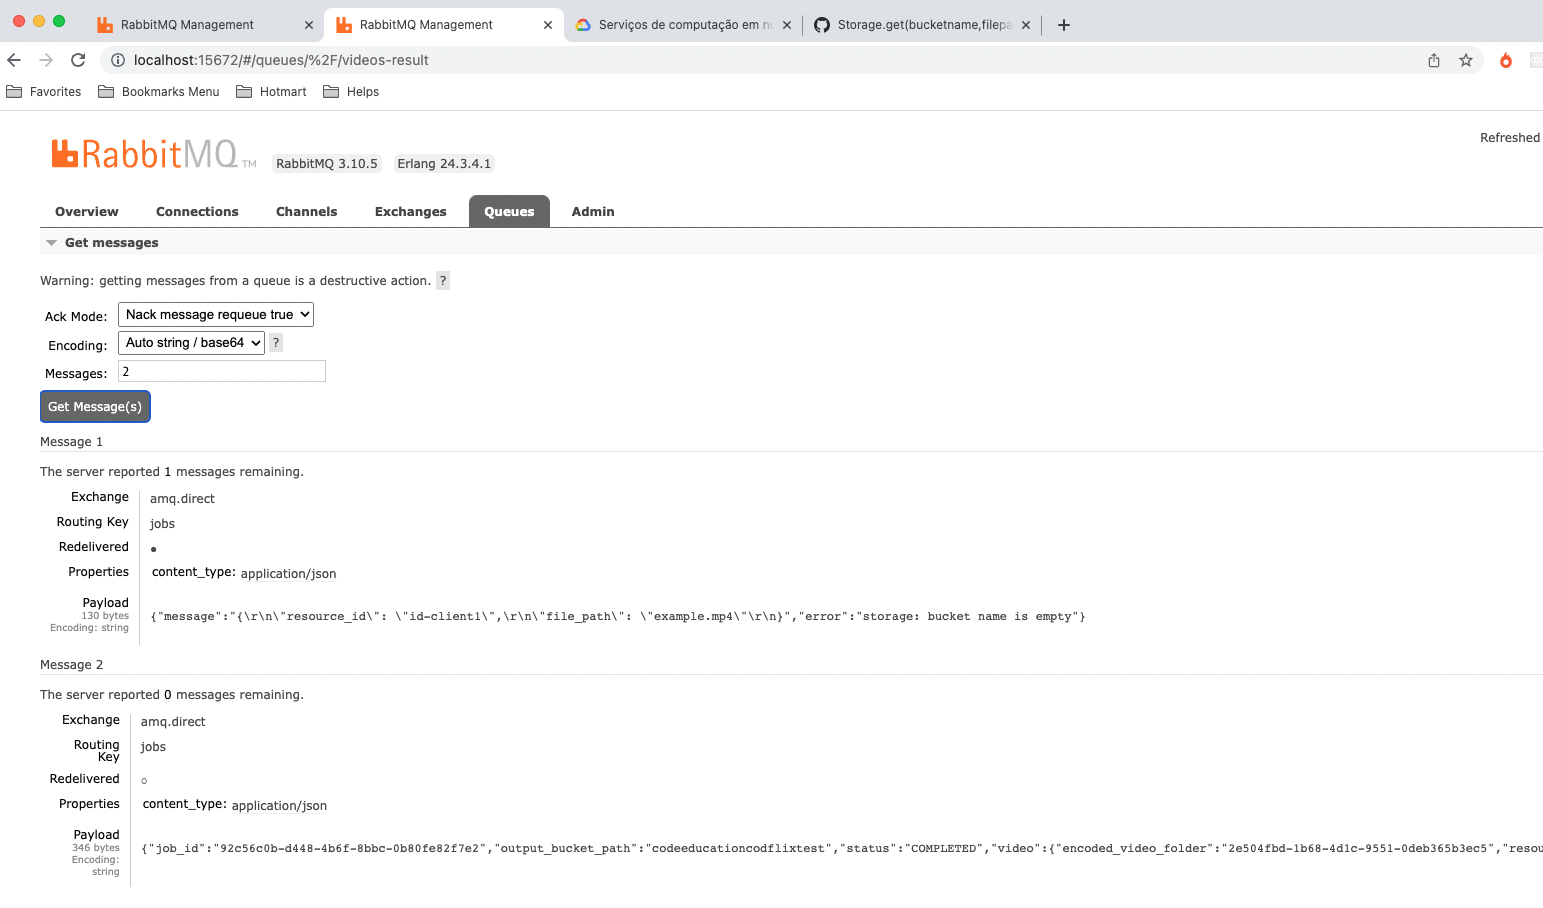 RabbitMQ Management
RabbitMQ Management
Serviços de computação em nu
Storage.get(bucketname,filepa
localhost:15672/#/queues/%2F/videos-result
Favorites Bookmarks Menu Hotmart Helps
RabbitMQ TM RabbitMQ 3.10.5 Erlang 24.3.4.1
Refreshed
Overview Connections Channels Exchanges Queues Admin
Get messages
Warning: getting messages from a queue is a destructive action. ?
Ack Mode: Nack message requeue true
Encoding: Auto string / base64 ?
Messages: 2
Get Message(s)
Message 1
The server reported 1 messages remaining.
Exchange amq.direct
Routing Key jobs
Redelivered ●
Properties content_type: application/json
Payload
130 bytes
Encoding: string
{"message":"{\r\n\"resource_id\": \"id-client1\",\r\n\"file_path\": \"example.mp4\"\r\n}","error":"storage: bucket name is empty"}
Message 2
The server reported 0 messages remaining.
Exchange amq.direct
Routing
Key
jobs
Redelivered ○
Properties content_type: application/json
Payload
346 bytes
Encoding:
string
{"job_id":"92c56c0b-d448-4b6f-8bbc-0b80fe82f7e2","output_bucket_path":"codeeducationcodflixtest","status":"COMPLETED","video":{"encoded_video_folder":"2e504fbd-1b68-4d1c-9551-0deb365b3ec5","resou